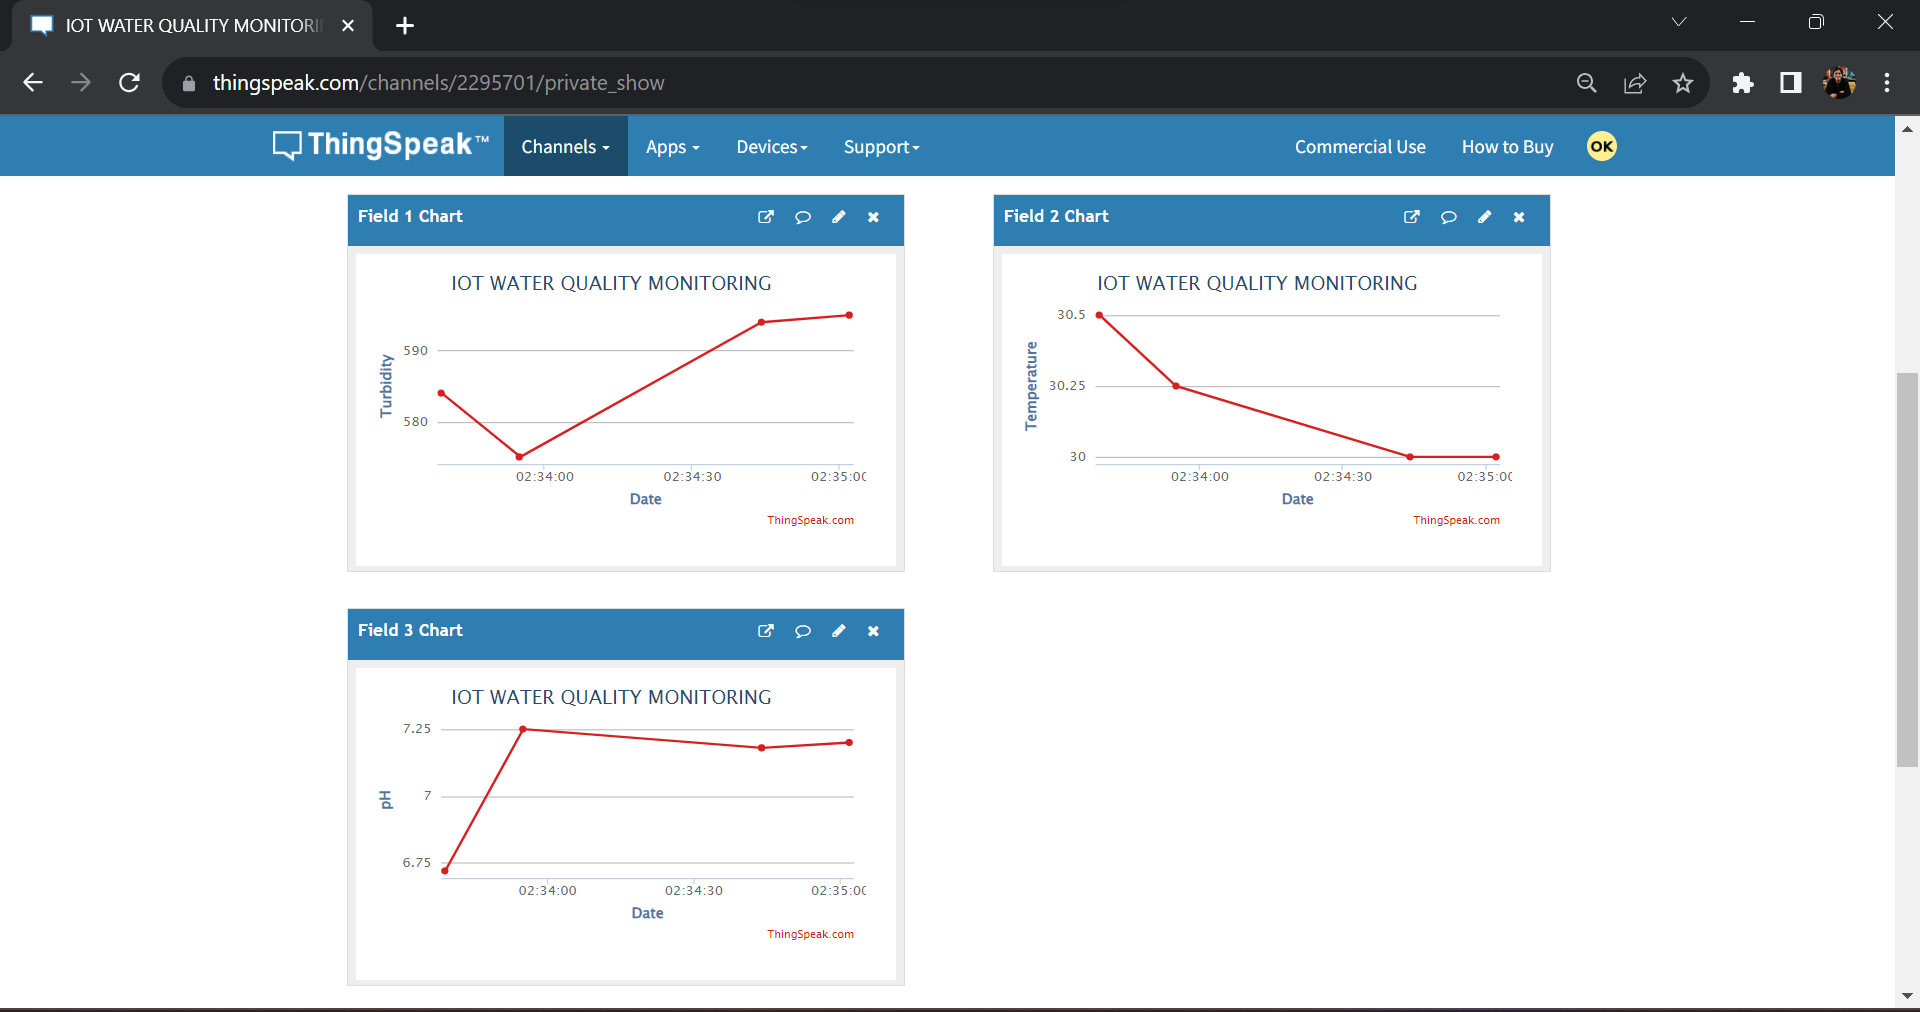 IOT WATER QUALITY MONITORI
thingspeak.com/channels/2295701/private_show
ThingSpeak™
Channels
Apps
Devices
Support
Commercial Use
How to Buy
OK
Field 1 Chart
IOT WATER QUALITY MONITORING
Turbidity
590
580
02:34:00
02:34:30
02:35:00
Date
ThingSpeak.com
Field 2 Chart
IOT WATER QUALITY MONITORING
Temperature
30.5
30.25
30
02:34:00
02:34:30
02:35:00
Date
ThingSpeak.com
Field 3 Chart
IOT WATER QUALITY MONITORING
pH
7.25
7
6.75
02:34:00
02:34:30
02:35:00
Date
ThingSpeak.com